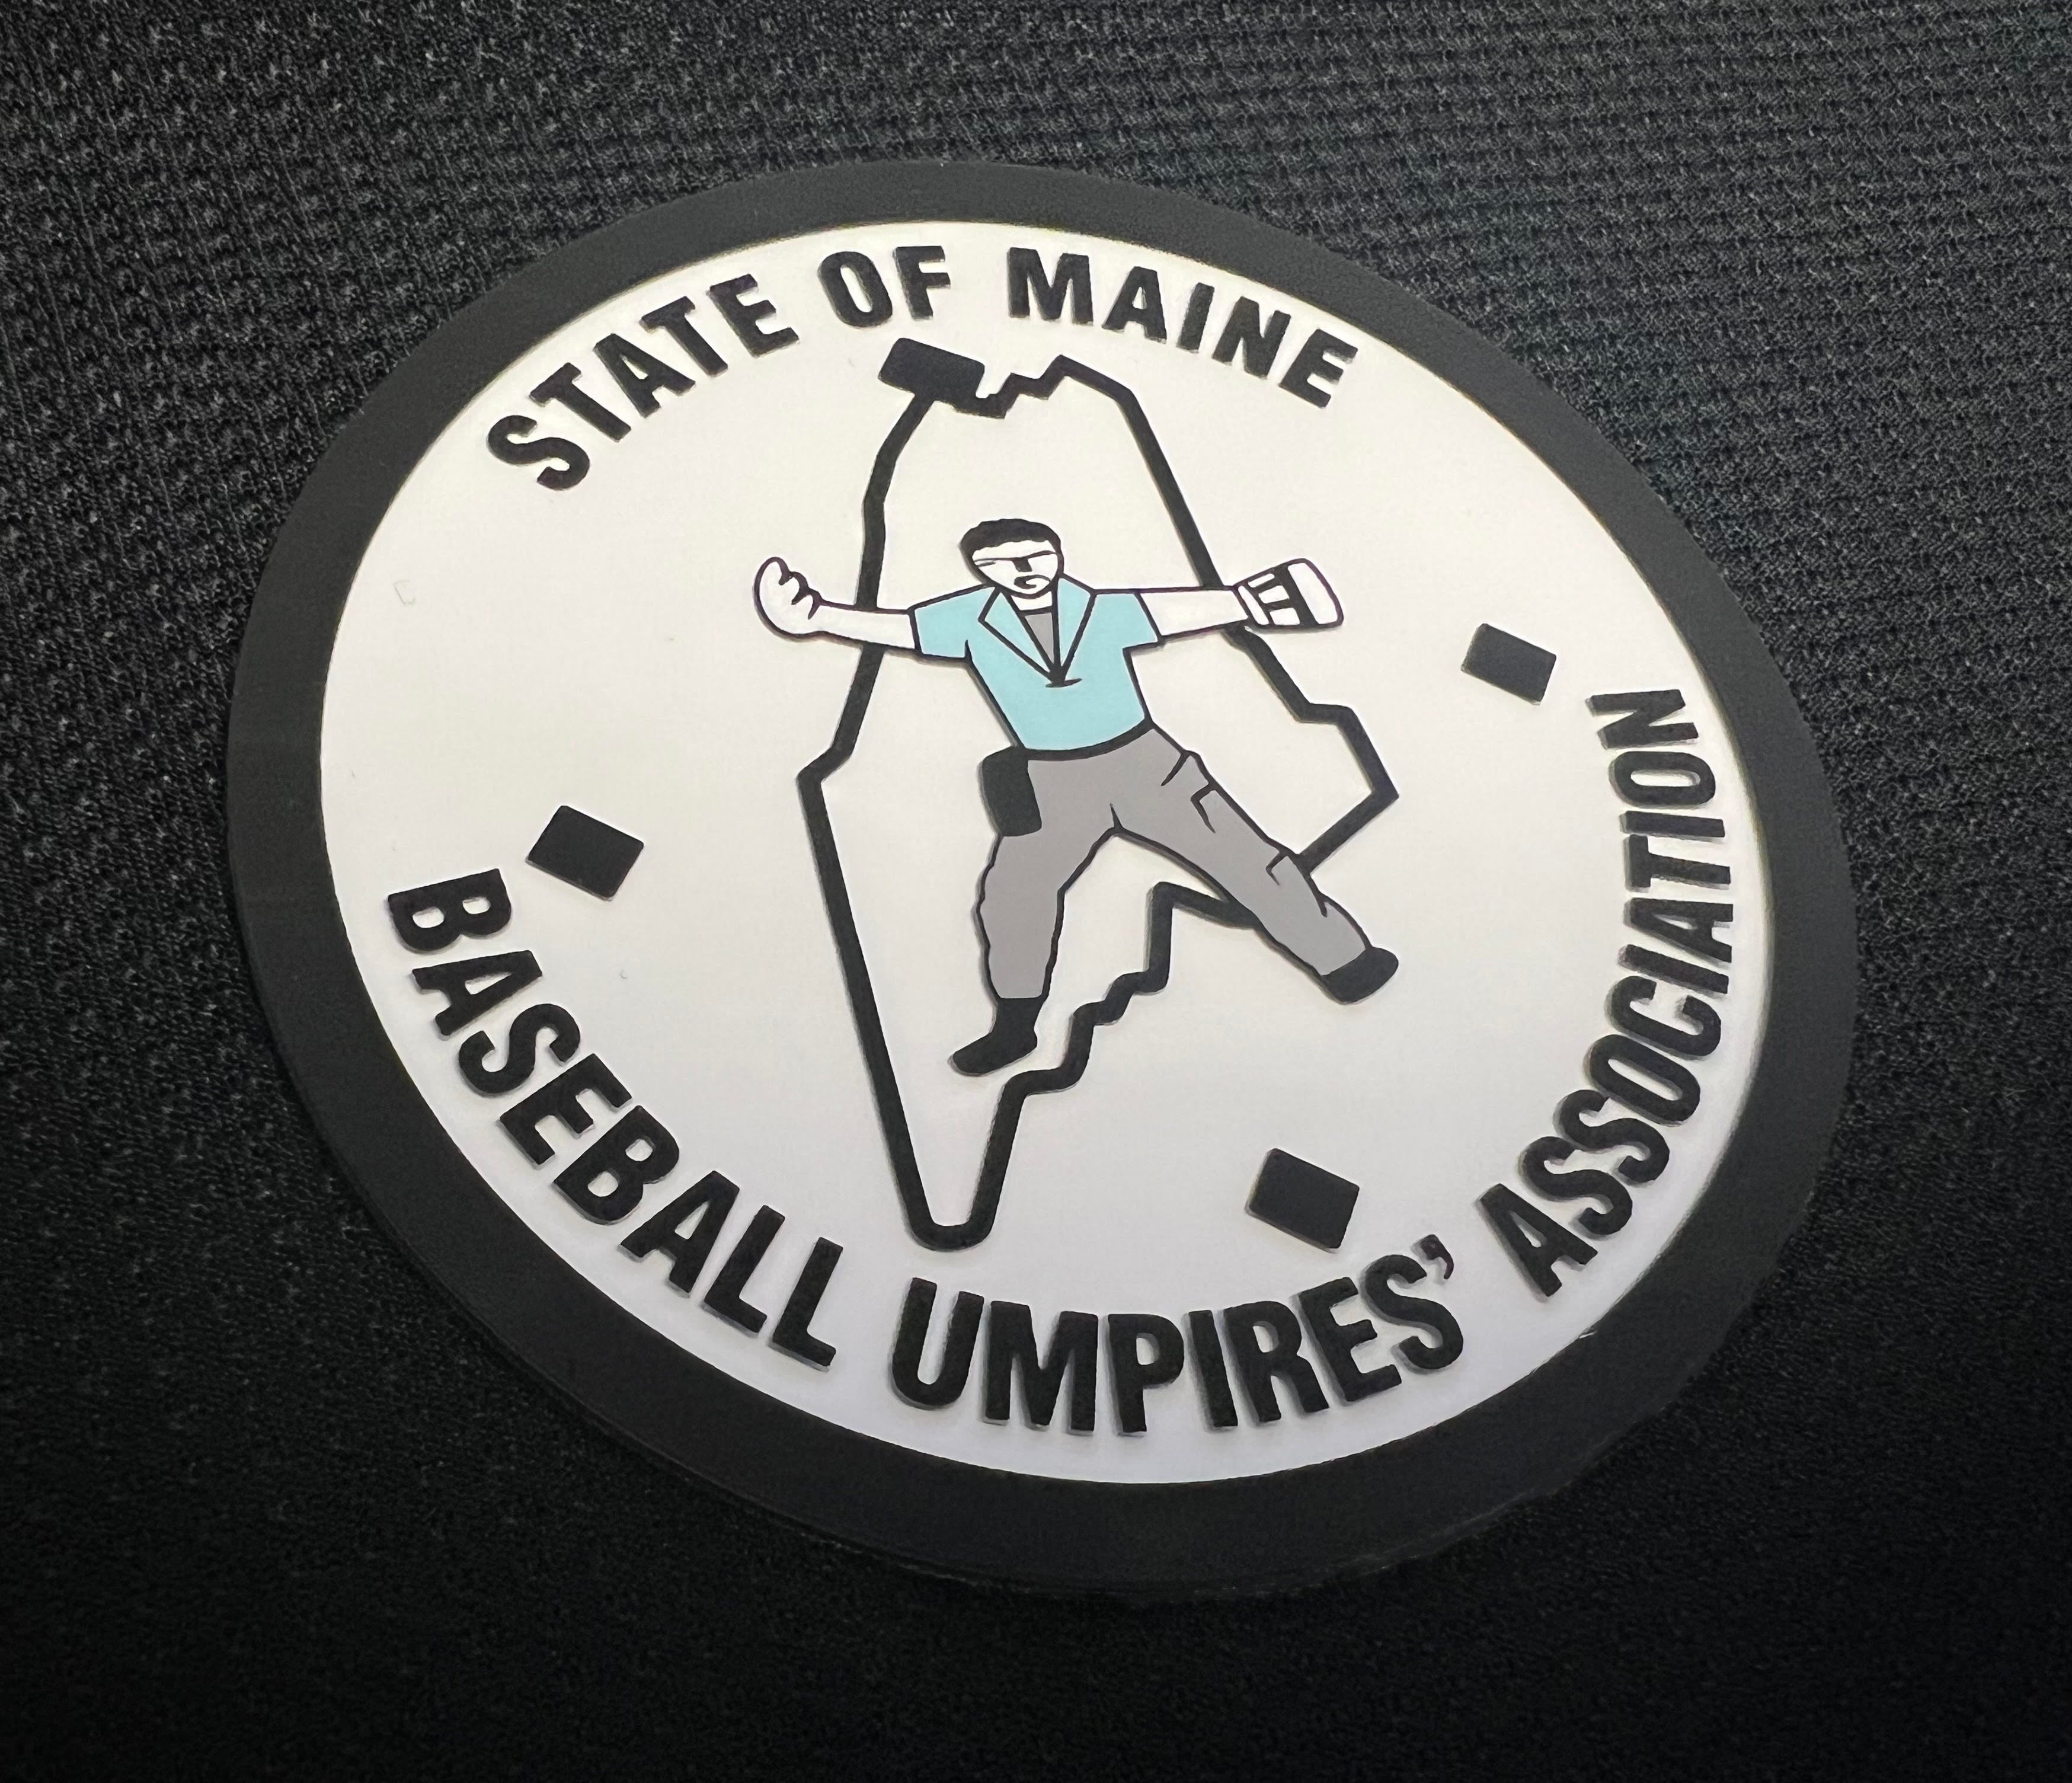 STATE OF MAINE
BASEBALL UMPIRES' ASSOCIATION